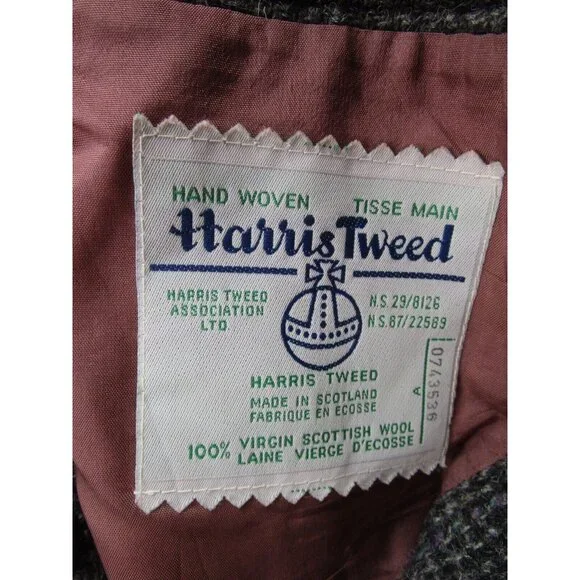 HAND WOVEN TISSE MAIN
Harris Tweed
HARRIS TWEED ASSOCIATION LTD.
N.S. 29/8126
N.S. 87/22589
HARRIS TWEED
MADE IN SCOTLAND
FABRIQUE EN ECOSSE
A 0743536
100% VIRGIN SCOTTISH WOOL
LAINE VIERGE D'ECOSSE